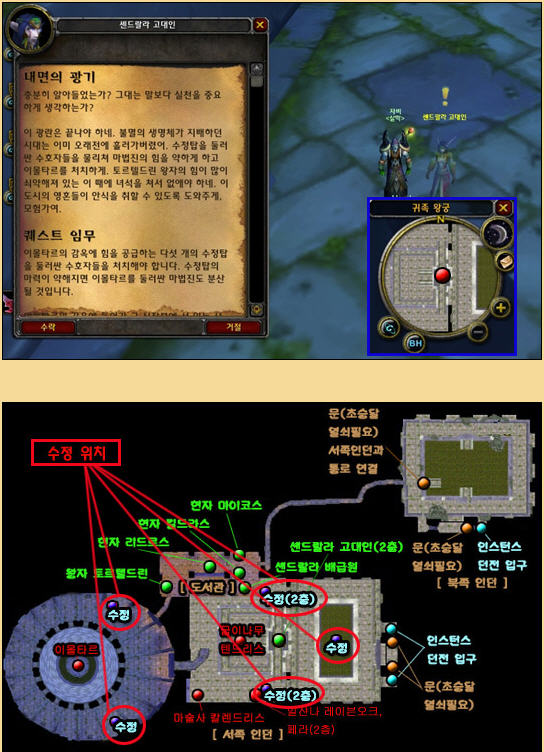 센드랄라 고대인
내면의 광기
충분히 알아들었는가? 그대는 말보다 실천을 중요
하게 생각하는가?
이 광란은 끝나야 하네. 불멸의 생명체가 지배하던
시대는 이미 오래전에 흘러가버렸어. 수정탑을 둘러
싼 수호자들을 물리쳐 마법진의 힘을 약하게 하고
이몰타르를 처치하게. 토르텔드린 왕자의 힘이 많이
쇠약해져 있는 이 때에 녀석을 쳐서 없애야 하네. 이
도시의 영혼들이 안식을 취할 수 있도록 도와주게,
모험가여.
퀘스트 임무
이몰타르의 감옥에 힘을 공급하는 다섯 개의 수정탑
을 둘러싼 수호자들을 처치해야 합니다. 수정탑의
마력이 약해지면 이몰타르를 둘러싼 마법진도 분산
될 것입니다.
수락
거절
센드랄라 고대인
귀족 왕궁
N
G
BH
수정 위치
문(초승달
열쇠필요)
서쪽인던과
통로 연결
현자 마이코스
현자 킬드라스
현자 리드로스
왕자 토르텔드린
[ 도서관 ]
센드랄라 고대인(2층)
센드랄라 배급원
문(초승달
열쇠필요)
인스턴스
던전 입구
[ 북쪽 인던 ]
수정
수정(2층)
이몰타르
굽이나무
텐드리스
수정
인스턴스
던전 입구
수정(2층)
문(초승달
열쇠필요)
수정
마술사 칼렌드리스
일샨나 레이븐오크,
페리(2층)
[ 서쪽 인던 ]